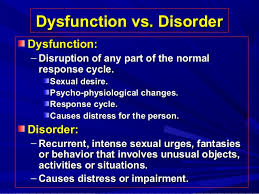 Dysfunction vs. Disorder
Dysfunction:
– Disruption of any part of the normal
response cycle.
Sexual desire.
Psycho-physiological changes.
Response cycle.
Causes distress for the person.
Disorder:
– Recurrent, intense sexual urges, fantasies
or behavior that involves unusual objects,
activities or situations.
– Causes distress or impairment.